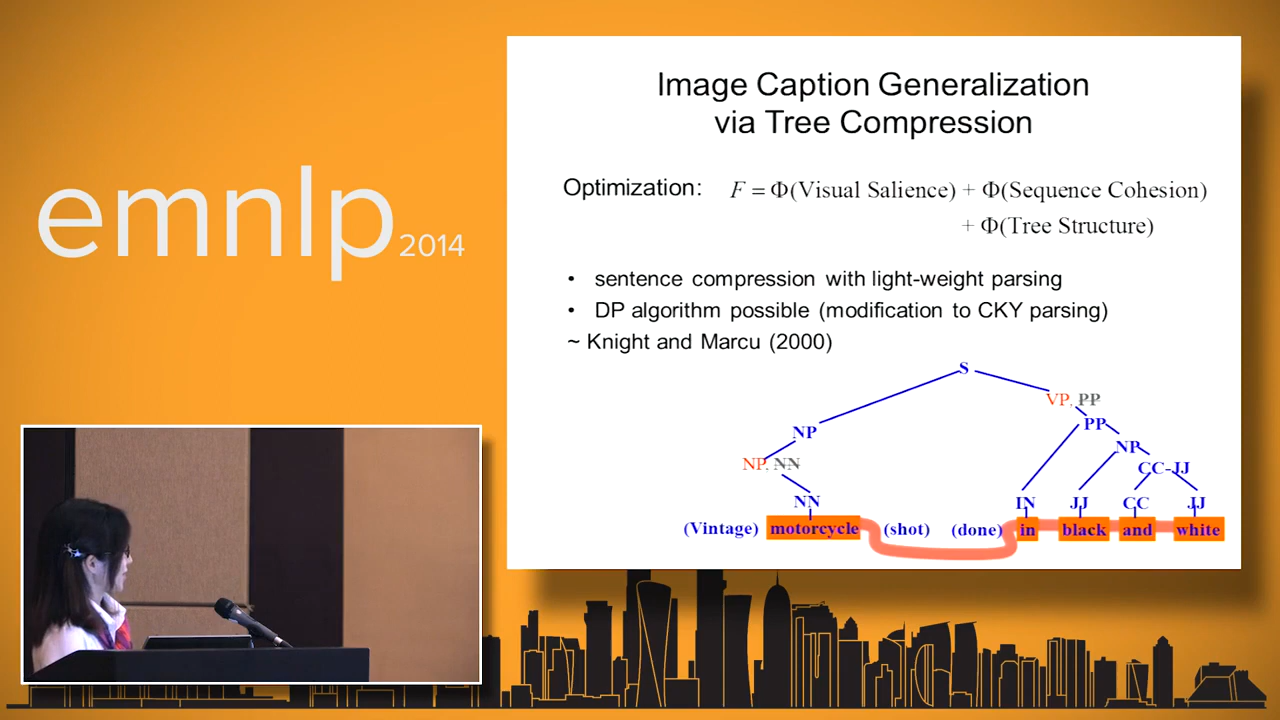 emnlp 2014
Image Caption Generalization
via Tree Compression
Optimization: F = Φ(Visual Salience) + Φ(Sequence Cohesion)
+ Φ(Tree Structure)
• sentence compression with light-weight parsing
• DP algorithm possible (modification to CKY parsing)
~ Knight and Marcu (2000)
S
VP. PP
PP
NP
NP
NP. NN
CC-JJ
NN IN JJ CC JJ
(Vintage) motorcycle (shot) (done) in black and white